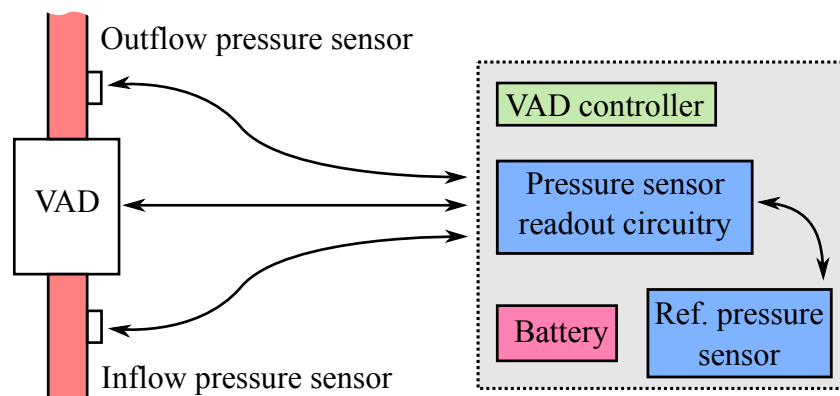 Outflow pressure sensor
VAD controller
VAD
Pressure sensor
readout circuitry
Battery
Ref. pressure
sensor
Inflow pressure sensor